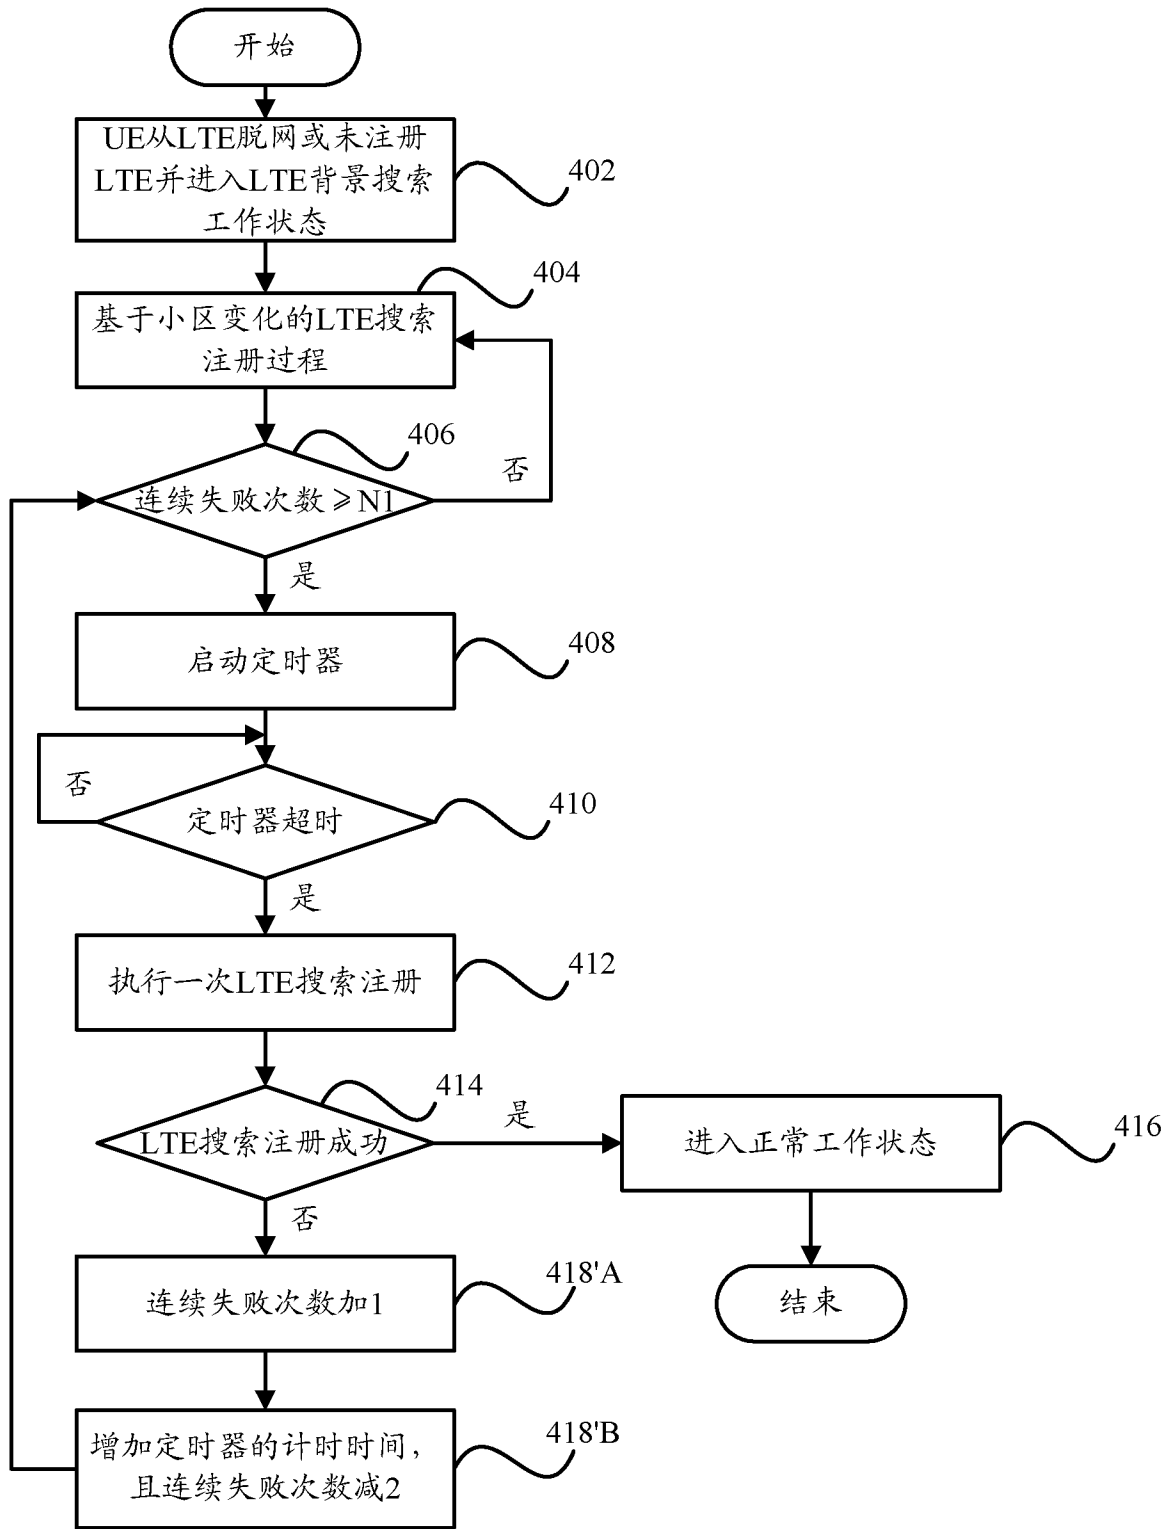 开始
UE从LTE脱网或未注册
LTE并进入LTE背景搜索
工作状态
402
404
基于小区变化的LTE搜索
注册过程
406
否
连续失败次数≥N1
是
启动定时器
408
否
定时器超时
410
是
执行一次LTE搜索注册
412
414
LTE搜索注册成功
是
进入正常工作状态
416
否
连续失败次数加1
418'A
结束
增加定时器的计时时间，
且连续失败次数减2
418'B